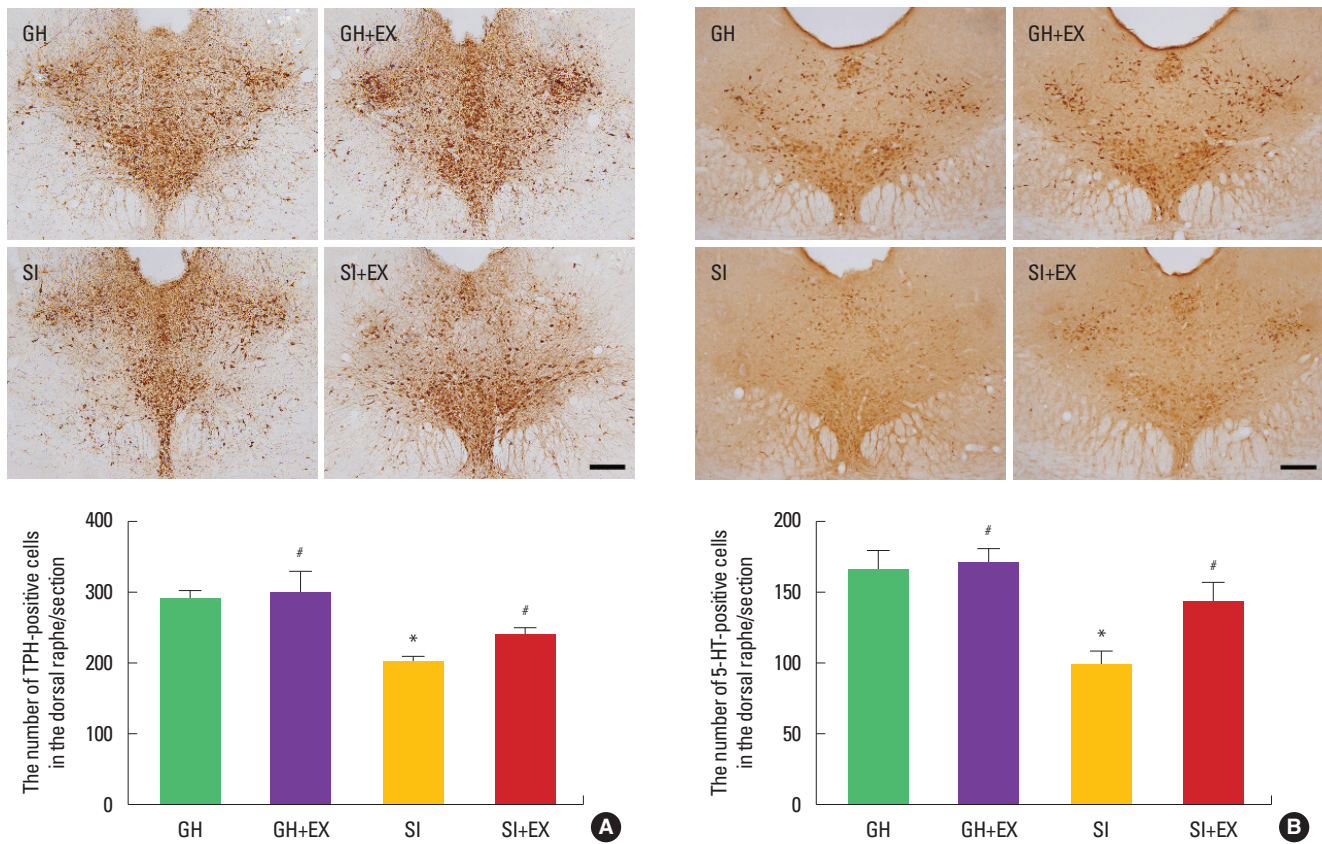 GH
GH+EX
SI
SI+EX
The number of TPH-positive cells
in the dorsal raphe/section
400
300
200
100
0
#
*
#
GH
GH+EX
SI
SI+EX
A
GH
GH+EX
SI
SI+EX
The number of 5-HT-positive cells
in the dorsal raphe/section
200
150
100
50
0
#
*
#
GH
GH+EX
SI
SI+EX
B